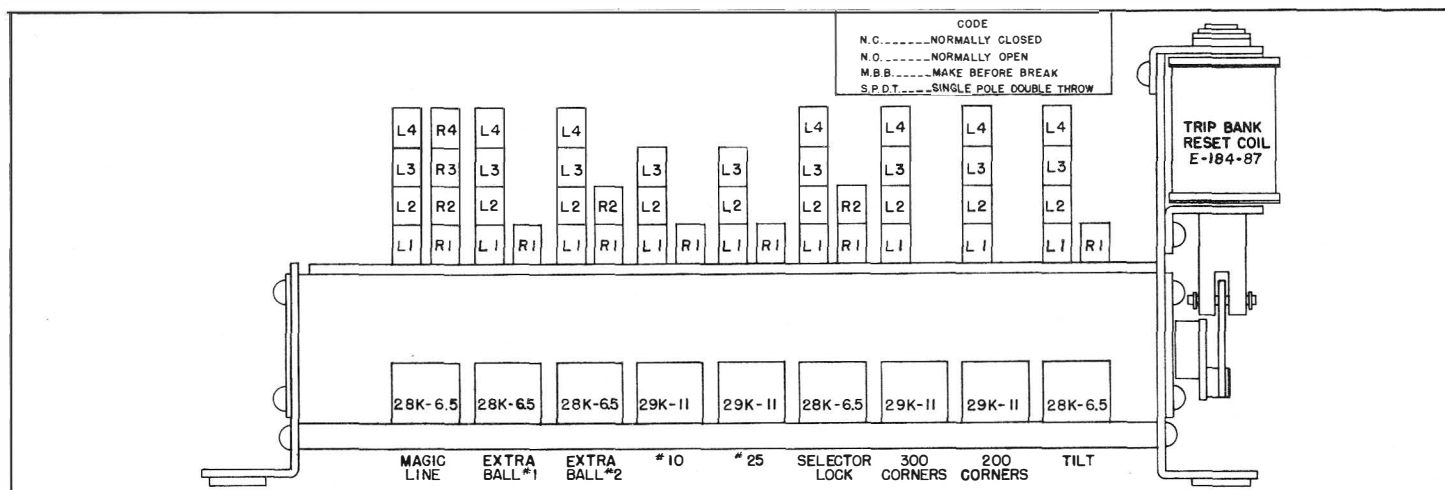 CODE
N.C.______NORMALLY CLOSED
N.O.______NORMALLY OPEN
M.B.B._____MAKE BEFORE BREAK
S.P.D.T.____SINGLE POLE DOUBLE THROW
TRIP BANK
RESET COIL
E-184-87
L4 R4 L4 L4 L4 L4 L4 L4
L3 R3 L3 L3 L3 L3 L3 L3 L3 L3
L2 R2 L2 L2 R2 L2 L2 L2 R2 L2 L2 L2
L1 R1 L1 R1 L1 R1 L1 R1 L1 R1 L1 R1 L1 L1 L1 R1
28K-6.5 28K-6.5 28K-6.5 29K-11 29K-11 28K-6.5 29K-11 29K-11 28K-6.5
MAGIC EXTRA EXTRA #10 #25 SELECTOR 300 200 TILT
LINE BALL#1 BALL#2 LOCK CORNERS CORNERS